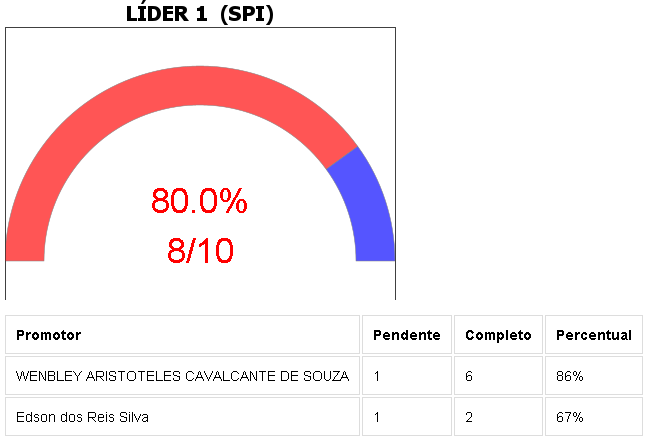 LÍDER 1 (SPI)
80.0%
8/10
Promotor Pendente Completo Percentual
WENBLEY ARISTOTELES CAVALCANTE DE SOUZA 1 6 86%
Edson dos Reis Silva 1 2 67%